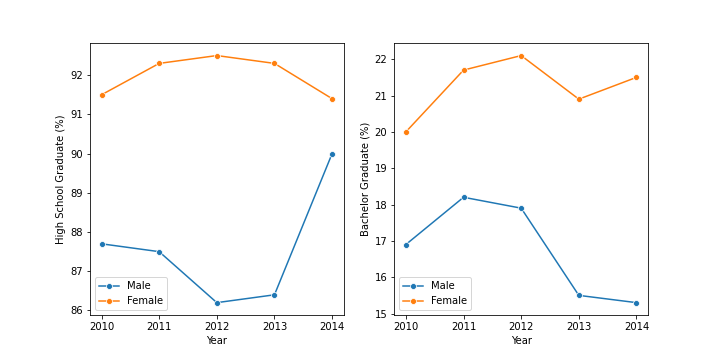 High School Graduate (%)
92
91
90
89
88
87
86
Male
Female
2010 2011 2012 2013 2014
Year
Bachelor Graduate (%)
22
21
20
19
18
17
16
15
Male
Female
2010 2011 2012 2013 2014
Year